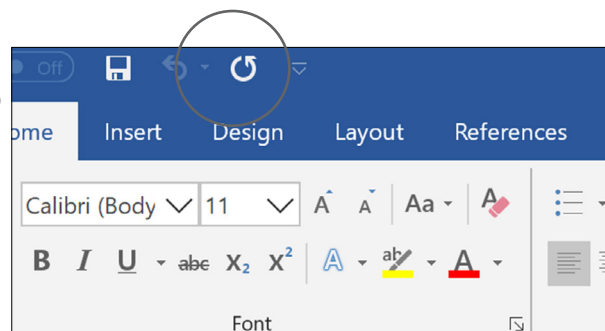 Off
ome Insert Design Layout References
Calibri (Body 11 A A Aa A
B I U abc X₂ X² A ab A
Font